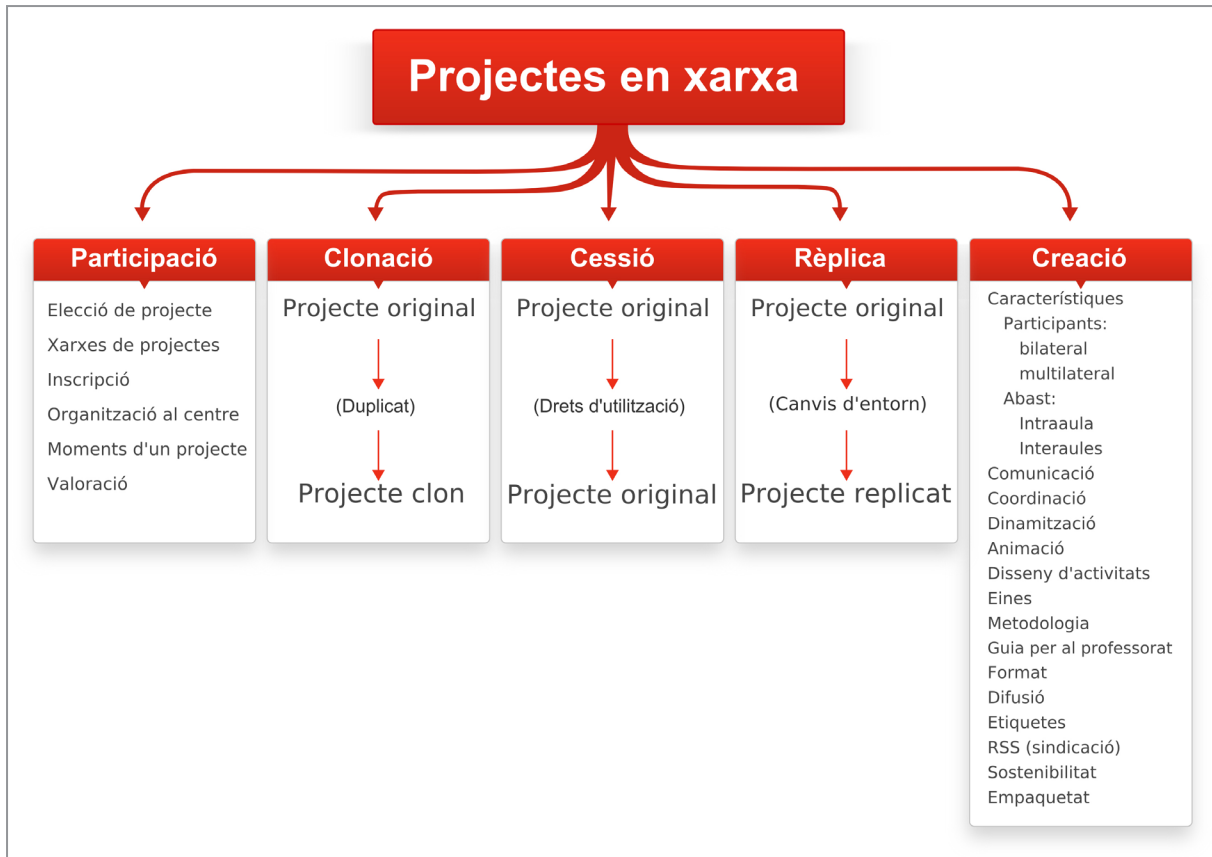 Projectes en xarxa
Participació
Elecció de projecte
Xarxes de projectes
Inscripció
Organització al centre
Moments d'un projecte
Valoració
Clonació
Projecte original
(Duplicat)
Projecte clon
Cessió
Projecte original
(Drets d'utilització)
Projecte original
Rèplica
Projecte original
(Canvis d'entorn)
Projecte replicat
Creació
Característiques
Participants:
bilateral
multilateral
Abast:
Intraaula
Interaules
Comunicació
Coordinació
Dinamització
Animació
Disseny d'activitats
Eines
Metodologia
Guia per al professorat
Format
Difusió
Etiquetes
RSS (sindicació)
Sostenibilitat
Empaquetat